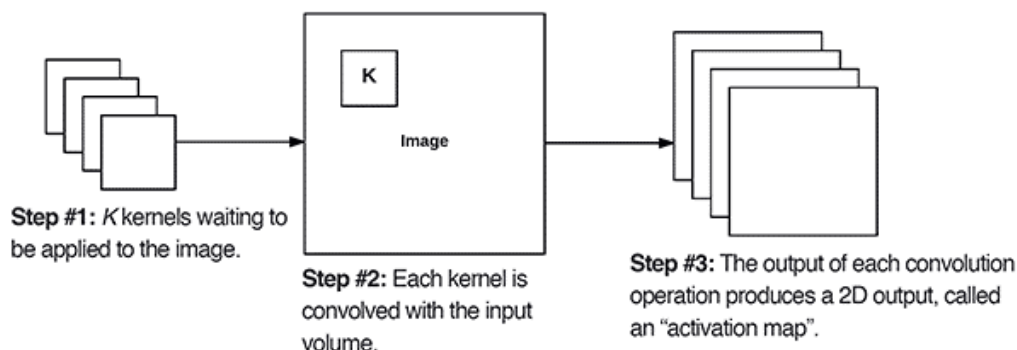 K
Image
Step #1: K kernels waiting to
be applied to the image.
Step #2: Each kernel is
convolved with the input
volume.
Step #3: The output of each convolution
operation produces a 2D output, called
an “activation map”.